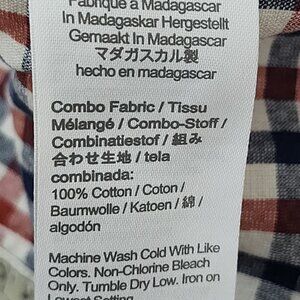 Fabriqué à Madagascar
In Madagaskar Hergestellt
Gemaakt In Madagascar
マダガスカル製
hecho en madagascar
Combo Fabric / Tissu
Mélangé / Combo-Stoff /
Combinatiestof / 組み
合わせ生地 / tela
combinada:
100% Cotton / Coton /
Baumwolle / Katoen / 綿 /
algodón
Machine Wash Cold With Like
Colors. Non-Chlorine Bleach
Only. Tumble Dry Low. Iron on
Lowest Setting